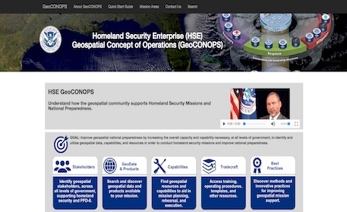 GeoCONOPS
About GeoCONOPS
Quick Start Guide
Mission Areas
Contact Us
Search
Homeland Security Enterprise (HSE)
Geospatial Concept of Operations (GeoCONOPS)
HSE GeoCONOPS
Understand how the geospatial community supports Homeland Security Missions and
National Preparedness.
GOAL: Improve geospatial national preparedness by increasing the overall capacity and capability necessary, at all levels of government, to identify and
utilize geospatial data, capabilities, and resources in order to conduct homeland security missions and improve national preparedness.
Stakeholders
Identify geospatial
stakeholders, across
all levels of government,
supporting homeland
security and PPD-8.
GeoData
& Products
Search and discover
geospatial data and
products available
to your mission.
Capabilities
Find geospatial
resources and
capabilities to aid in
mission planning,
rehearsal, and
execution.
Tradecraft
Access training,
operating procedures,
templates, and
other resources.
Best
Practices
Discover methods and
innovative practices
for improving
geospatial mission
support.